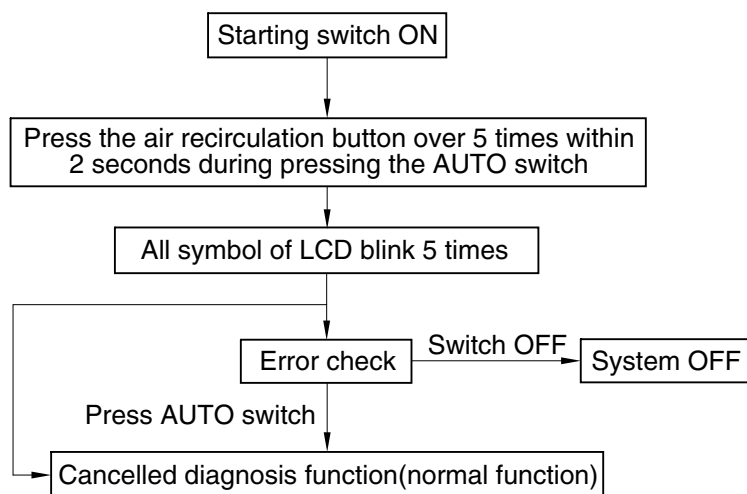 Starting switch ON
Press the air recirculation button over 5 times within
2 seconds during pressing the AUTO switch
All symbol of LCD blink 5 times
Error check
Switch OFF
System OFF
Press AUTO switch
Cancelled diagnosis function(normal function)